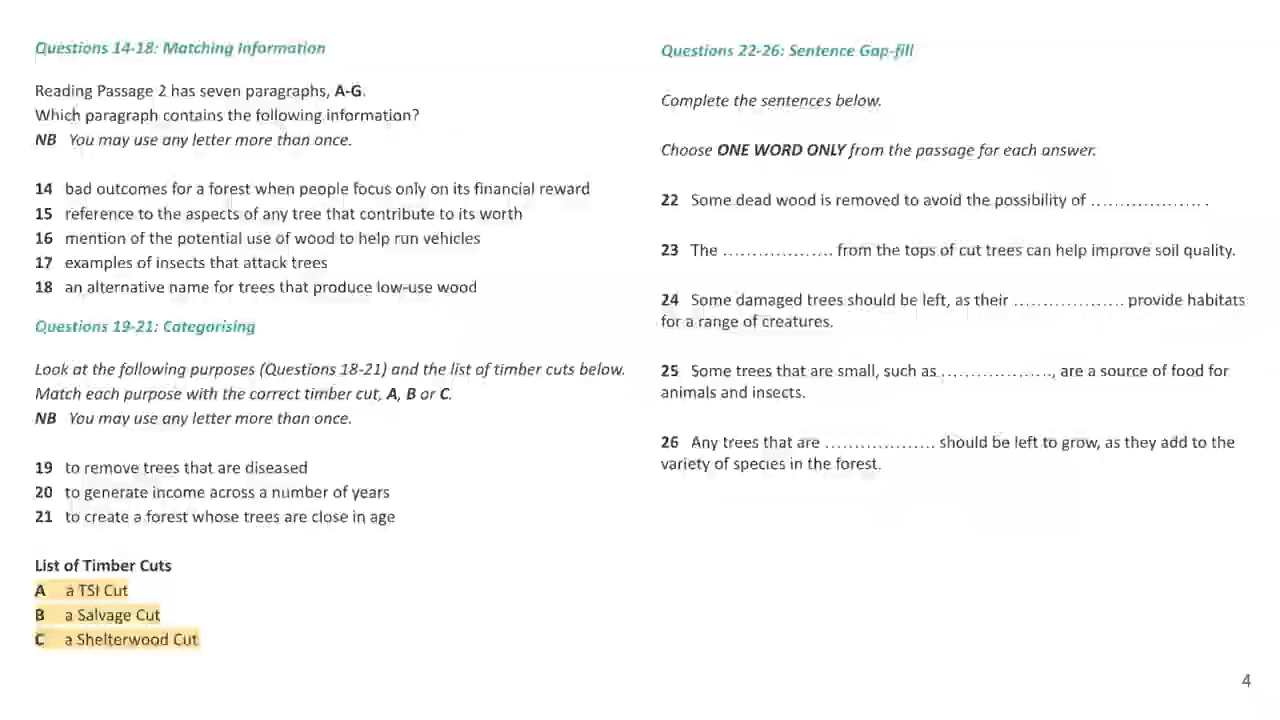 Questions 14-18: Matching Information
Reading Passage 2 has seven paragraphs, A-G.
Which paragraph contains the following information?
NB You may use any letter more than once.
14 bad outcomes for a forest when people focus only on its financial reward
15 reference to the aspects of any tree that contribute to its worth
16 mention of the potential use of wood to help run vehicles
17 examples of insects that attack trees
18 an alternative name for trees that produce low-use wood
Questions 19-21: Categorising
Look at the following purposes (Questions 18-21) and the list of timber cuts below.
Match each purpose with the correct timber cut, A, B or C.
NB You may use any letter more than once.
19 to remove trees that are diseased
20 to generate income across a number of years
21 to create a forest whose trees are close in age
List of Timber Cuts
A a TSI Cut
B a Salvage Cut
C a Shelterwood Cut
Questions 22-26: Sentence Gap-fill
Complete the sentences below.
Choose ONE WORD ONLY from the passage for each answer.
22 Some dead wood is removed to avoid the possibility of ...................
23 The ................... from the tops of cut trees can help improve soil quality.
24 Some damaged trees should be left, as their ................... provide habitats
for a range of creatures.
25 Some trees that are small, such as ..................., are a source of food for
animals and insects.
26 Any trees that are ................... should be left to grow, as they add to the
variety of species in the forest.
4